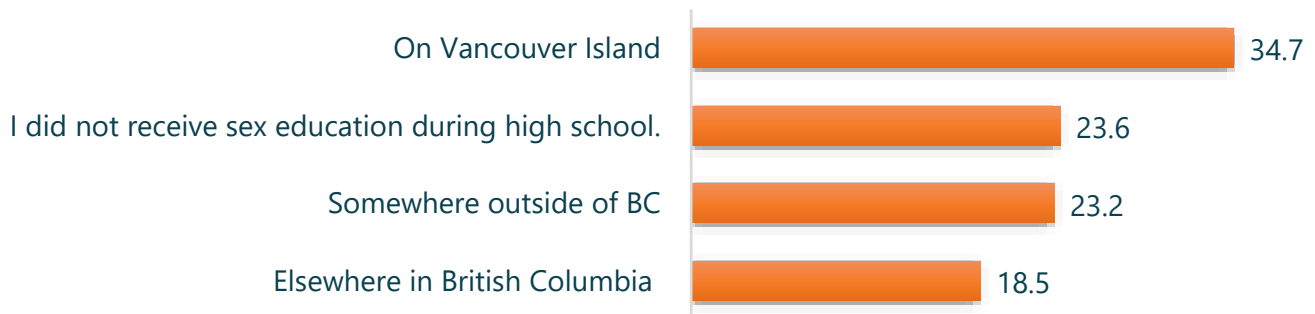 On Vancouver Island 34.7
I did not receive sex education during high school. 23.6
Somewhere outside of BC 23.2
Elsewhere in British Columbia 18.5